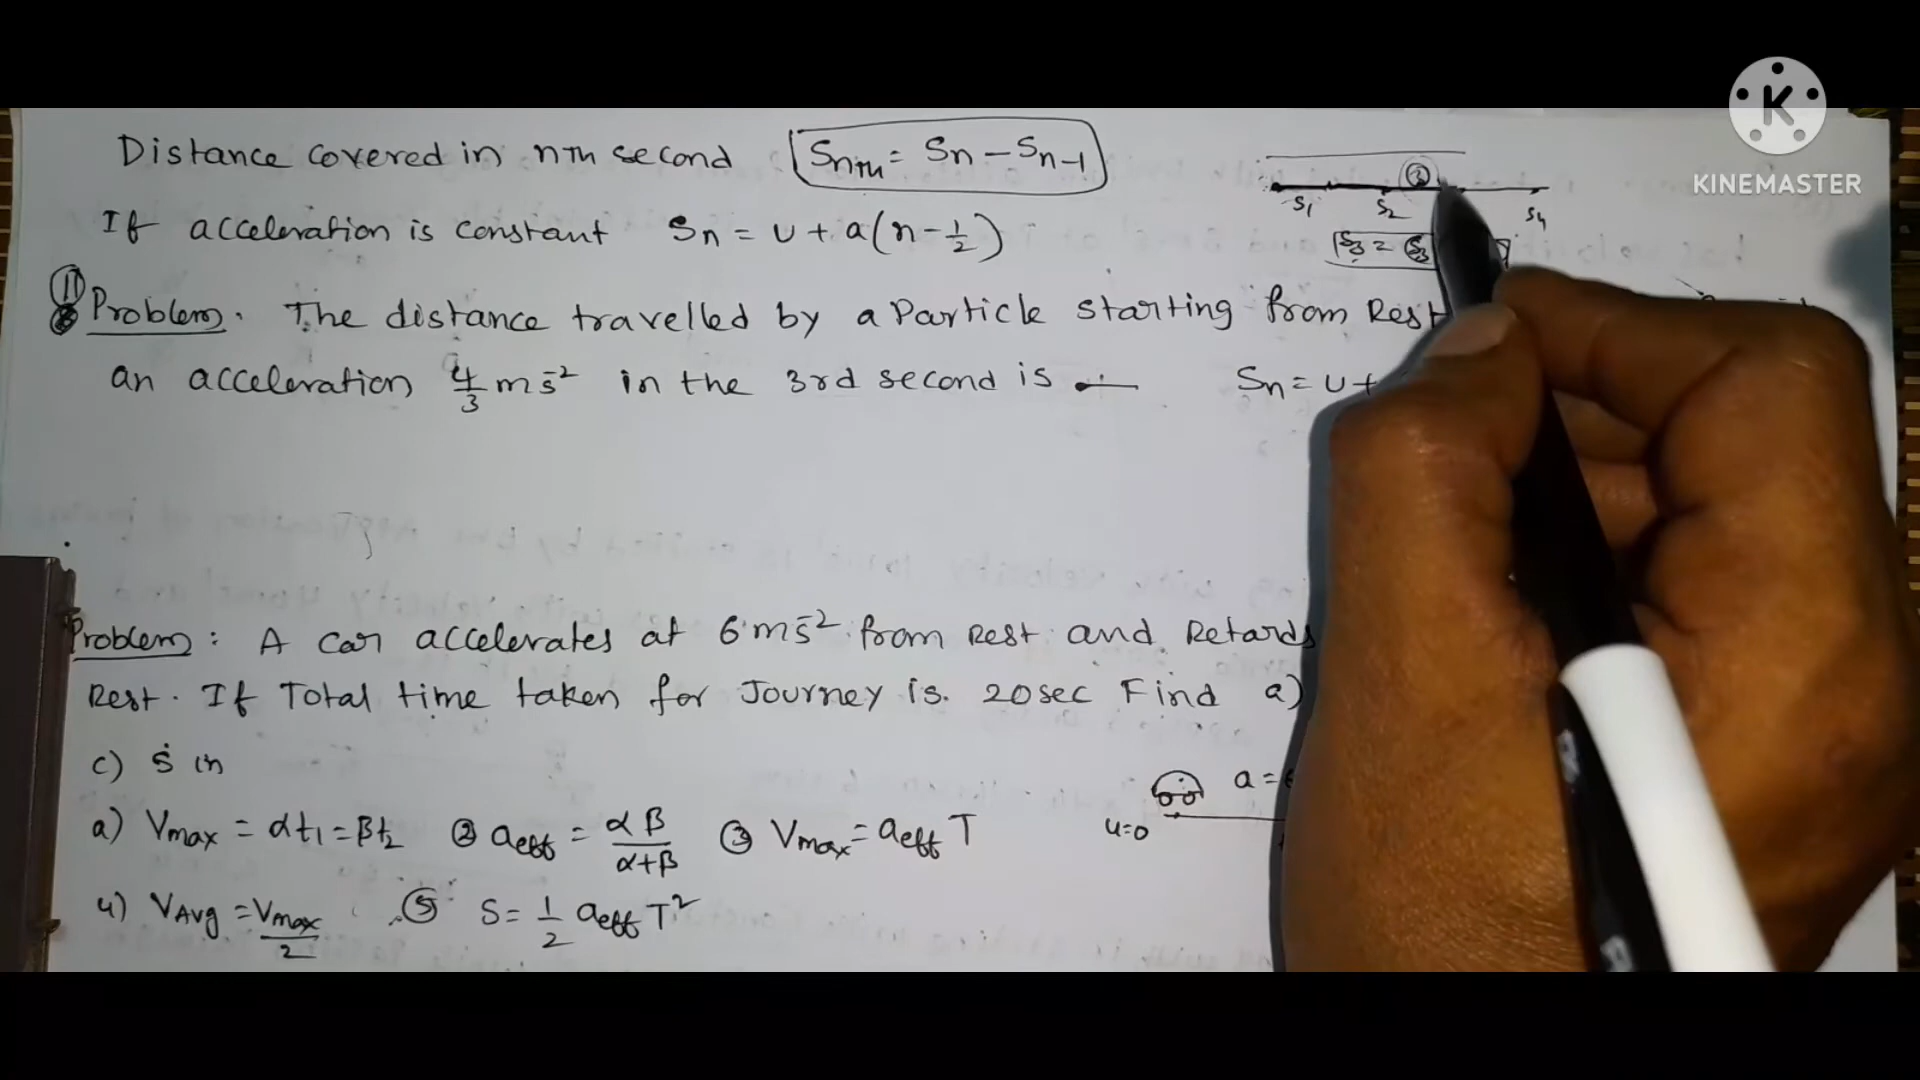 Distance covered in nTH second SnTH = Sn − Sn-1
S1 S2 S4
If acceleration is constant Sn = U + a(n − 1/2)
S3 = S3
11 Problem. The distance travelled by a Particle starting from Rest
an acceleration 4/3 ms-2 in the 3rd second is — Sn = U +
Problem: A car accelerates at 6 ms-2 from Rest and Retards
Rest. If Total time taken for Journey is 20sec Find a)
c) S in
a =
u=0
a) Vmax = αt1 = βt2 ② aeff = αβ/α+β ③ Vmax = aeff T
4) VAvg = Vmax/2 ⑤ S = 1/2 aeff T2
KINEMASTER